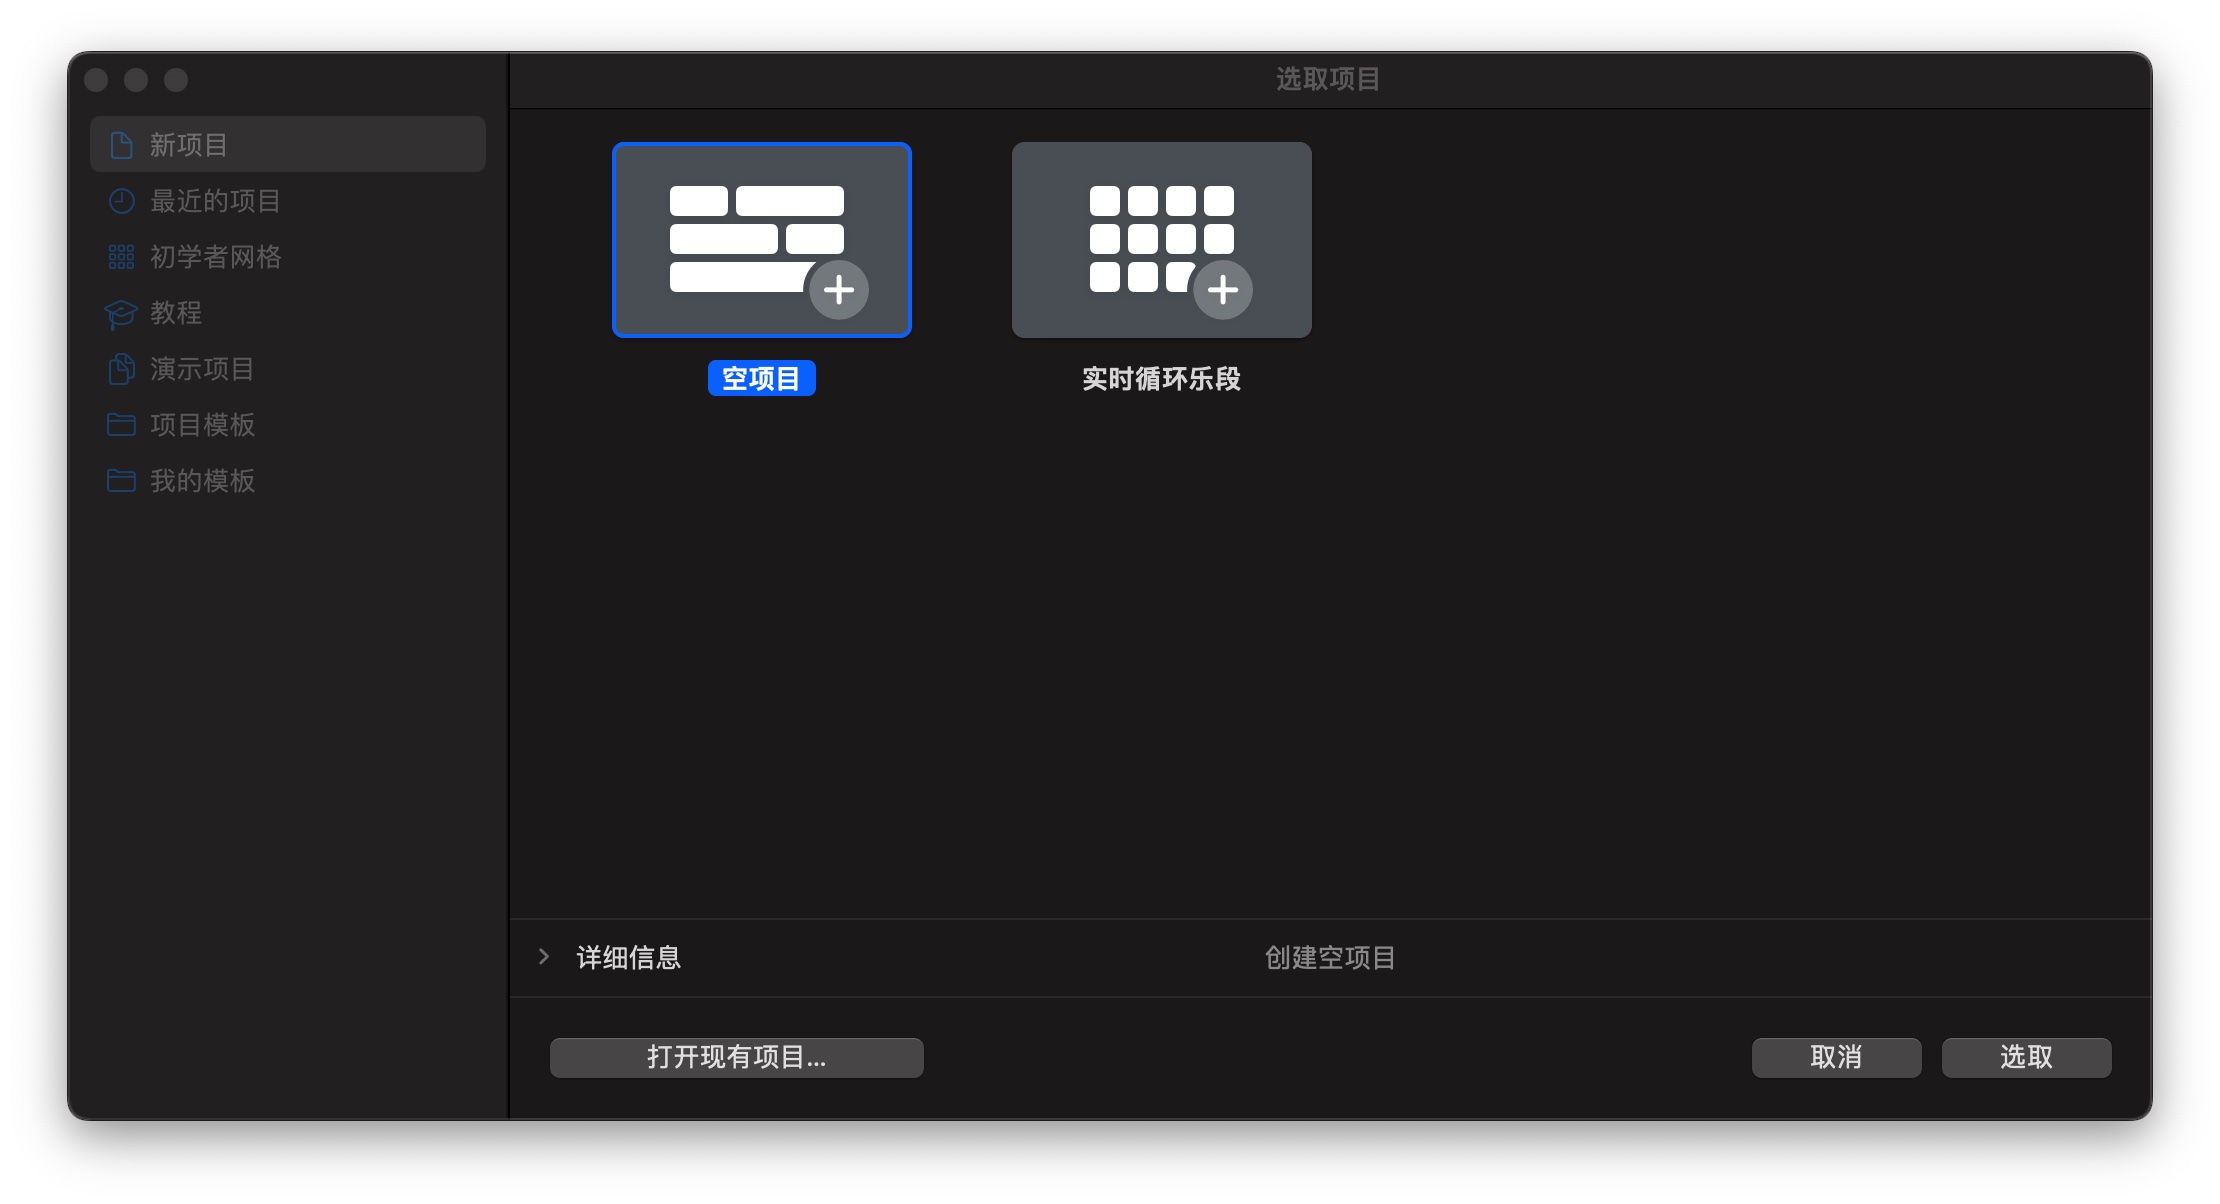 选取项目
新项目
最近的项目
初学者网格
教程
演示项目
项目模板
我的模板
空项目
实时循环乐段
详细信息
创建空项目
打开现有项目...
取消
选取